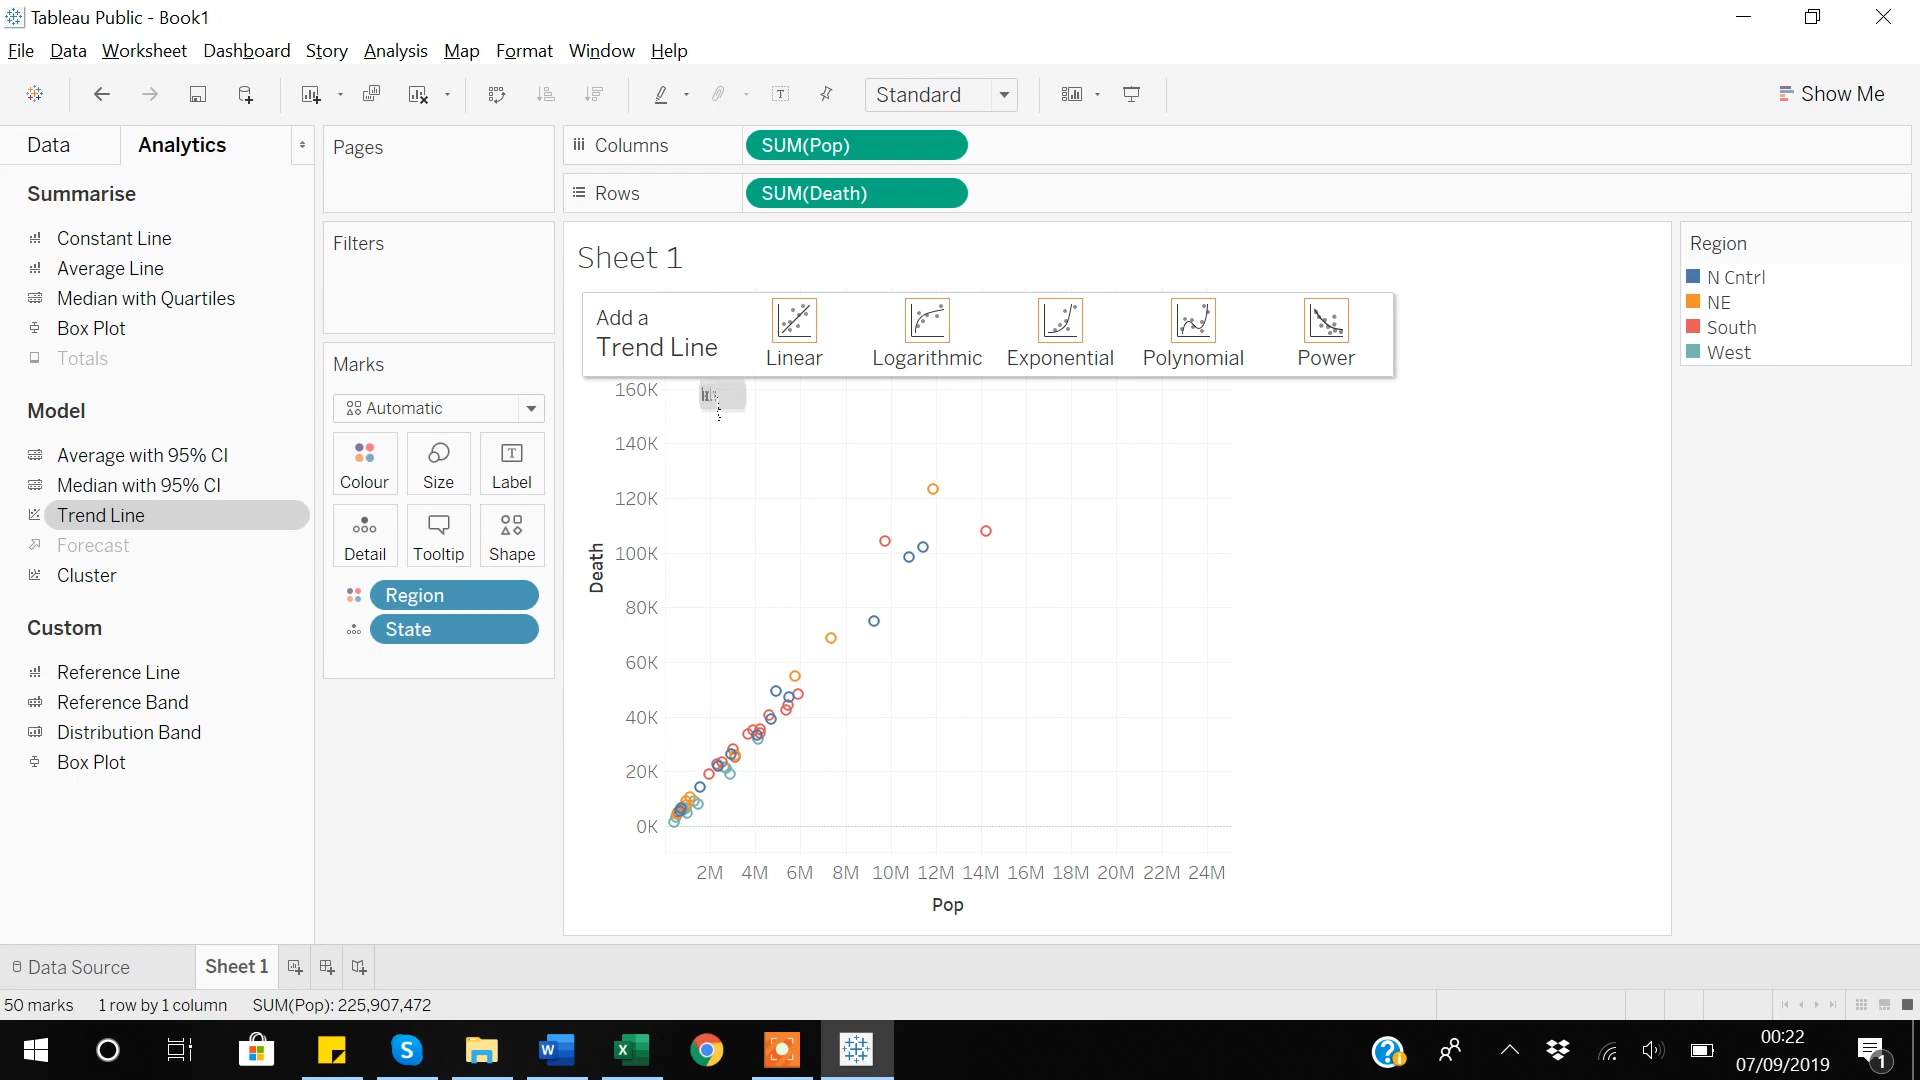 Tableau Public - Book1
File Data Worksheet Dashboard Story Analysis Map Format Window Help
Standard
Show Me
Data
Analytics
Summarise
Constant Line
Average Line
Median with Quartiles
Box Plot
Totals
Model
Average with 95% CI
Median with 95% CI
Trend Line
Forecast
Cluster
Custom
Reference Line
Reference Band
Distribution Band
Box Plot
Pages
Filters
Marks
Automatic
Colour Size Label
Detail Tooltip Shape
Region
State
Columns
SUM(Pop)
Rows
SUM(Death)
Sheet 1
Add a
Trend Line
Linear Logarithmic Exponential Polynomial Power
160K
140K
120K
100K
80K
60K
40K
20K
0K
Death
2M 4M 6M 8M 10M 12M 14M 16M 18M 20M 22M 24M
Pop
Region
N Cntrl
NE
South
West
Data Source
Sheet 1
50 marks 1 row by 1 column SUM(Pop): 225,907,472
00:22
07/09/2019
1